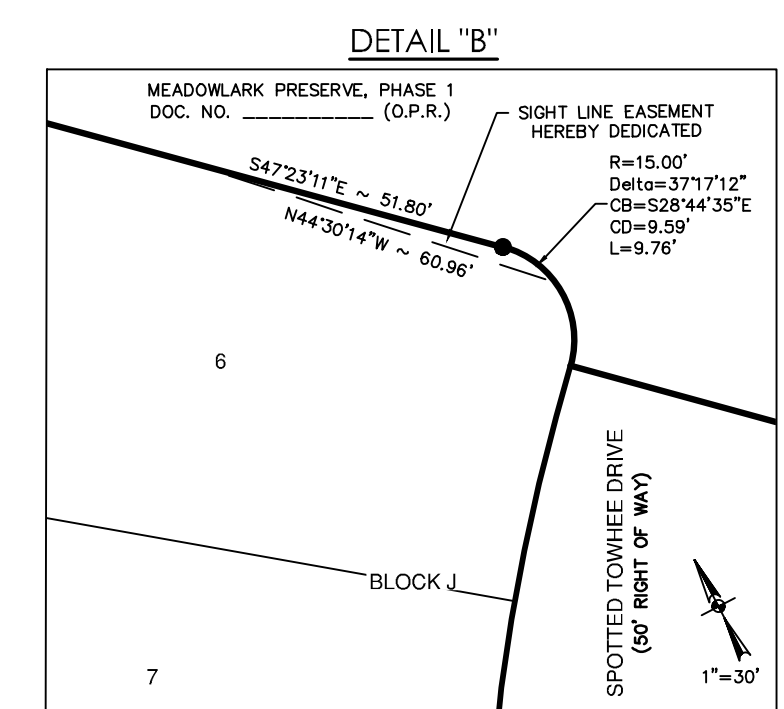 DETAIL "B"
MEADOWLARK PRESERVE, PHASE 1
DOC. NO. __________ (O.P.R.)
SIGHT LINE EASEMENT
HEREBY DEDICATED
R=15.00'
Delta=37°17'12"
CB=S28°44'35"E
CD=9.59'
L=9.76'
S47°23'11"E ~ 51.80'
N44°30'14"W ~ 60.96'
6
BLOCK J
7
SPOTTED TOWHEE DRIVE
(50' RIGHT OF WAY)
1"=30'